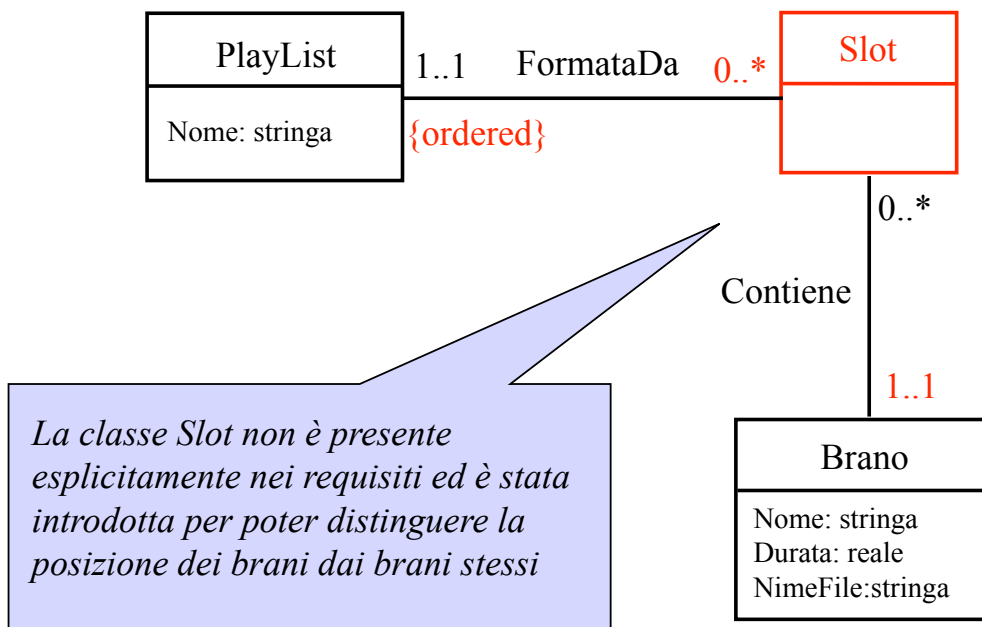 PlayList
1..1
FormataDa
0..*
Slot
Nome: stringa
{ordered}
0..*
Contiene
1..1
La classe Slot non è presente
esplicitamente nei requisiti ed è stata
introdotta per poter distinguere la
posizione dei brani dai brani stessi
Brano
Nome: stringa
Durata: reale
NimeFile:stringa